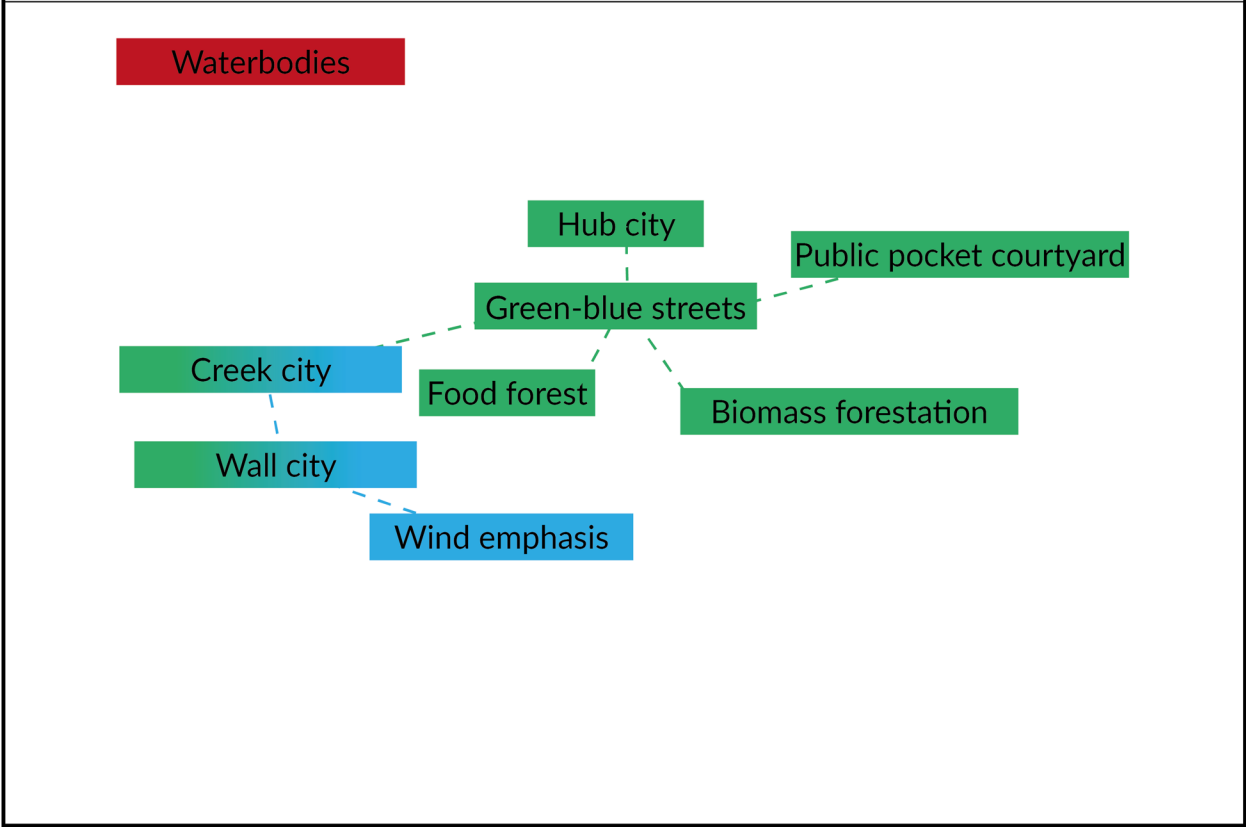 Waterbodies
Hub city
Public pocket courtyard
Green-blue streets
Creek city
Food forest
Biomass forestation
Wall city
Wind emphasis